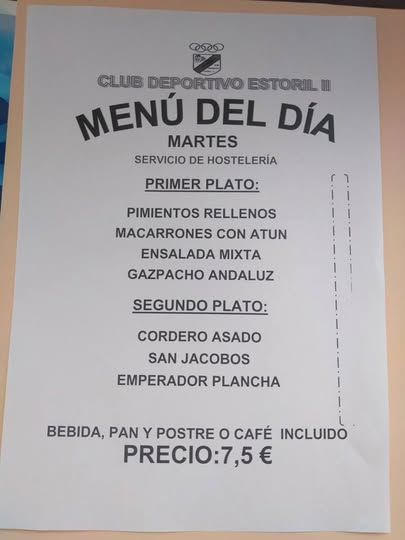 CLUB DEPORTIVO ESTORIL II
MENÚ DEL DÍA
MARTES
SERVICIO DE HOSTELERÍA
PRIMER PLATO:
PIMIENTOS RELLENOS
MACARRONES CON ATUN
ENSALADA MIXTA
GAZPACHO ANDALUZ
SEGUNDO PLATO:
CORDERO ASADO
SAN JACOBOS
EMPERADOR PLANCHA
BEBIDA, PAN Y POSTRE O CAFÉ INCLUIDO
PRECIO:7,5 €